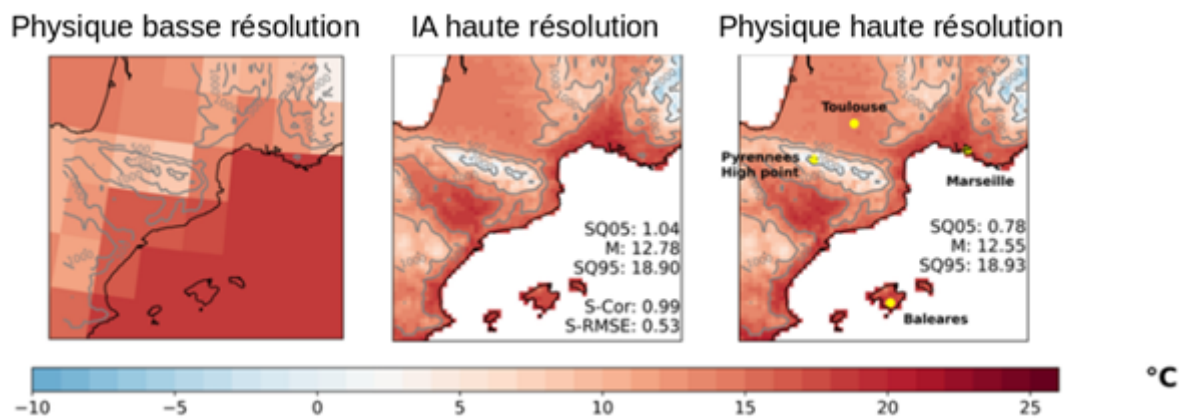 Physique basse résolution
IA haute résolution
Physique haute résolution
Toulouse
Pyrennees
High point
Marseille
SQ05: 1.04
M: 12.78
SQ95: 18.90
S-Cor: 0.99
S-RMSE: 0.53
SQ05: 0.78
M: 12.55
SQ95: 18.93
Baleares
−10
−5
0
5
10
15
20
25
°C